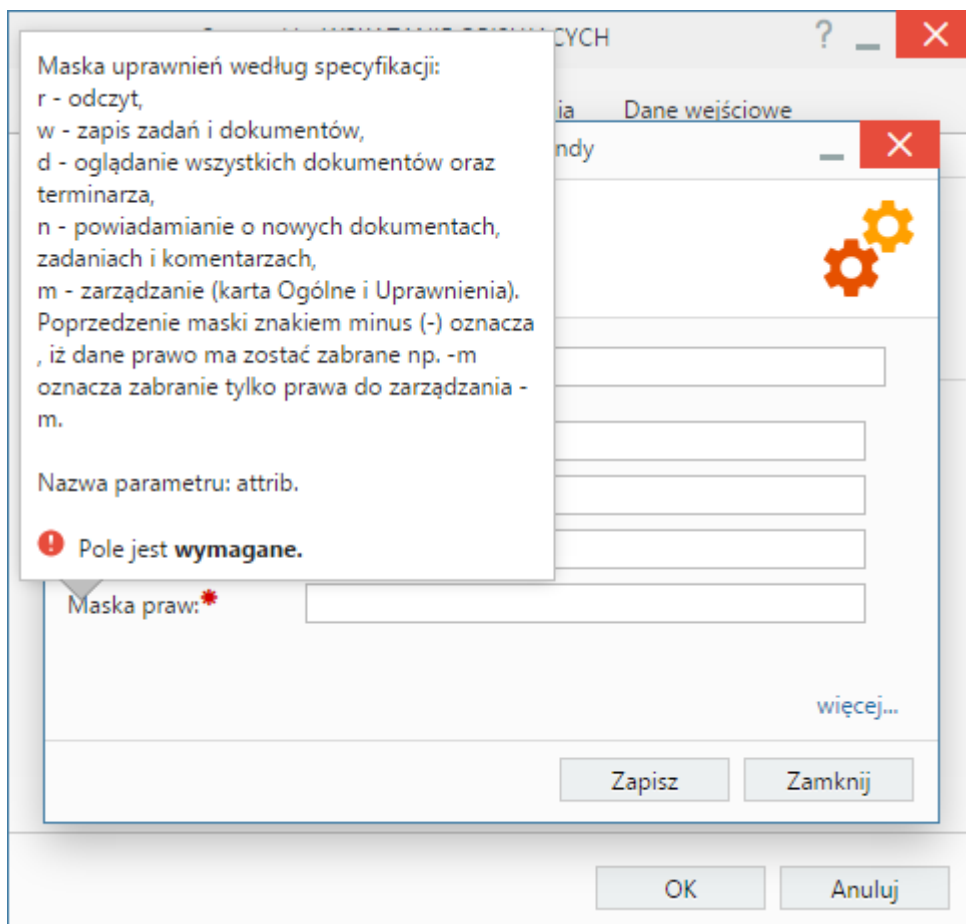 CYCH
?
Maska uprawnień według specyfikacji:
r - odczyt,
w - zapis zadań i dokumentów,
d - oglądanie wszystkich dokumentów oraz
terminarza,
n - powiadamianie o nowych dokumentach,
zadaniach i komentarzach,
m - zarządzanie (karta Ogólne i Uprawnienia).
Poprzedzenie maski znakiem minus (-) oznacza
, iż dane prawo ma zostać zabrane np. -m
oznacza zabranie tylko prawa do zarządzania -
m.
Nazwa parametru: attrib.
Pole jest wymagane.
ia Dane wejściowe
ndy
Maska praw:
więcej...
Zapisz Zamknij
OK Anuluj